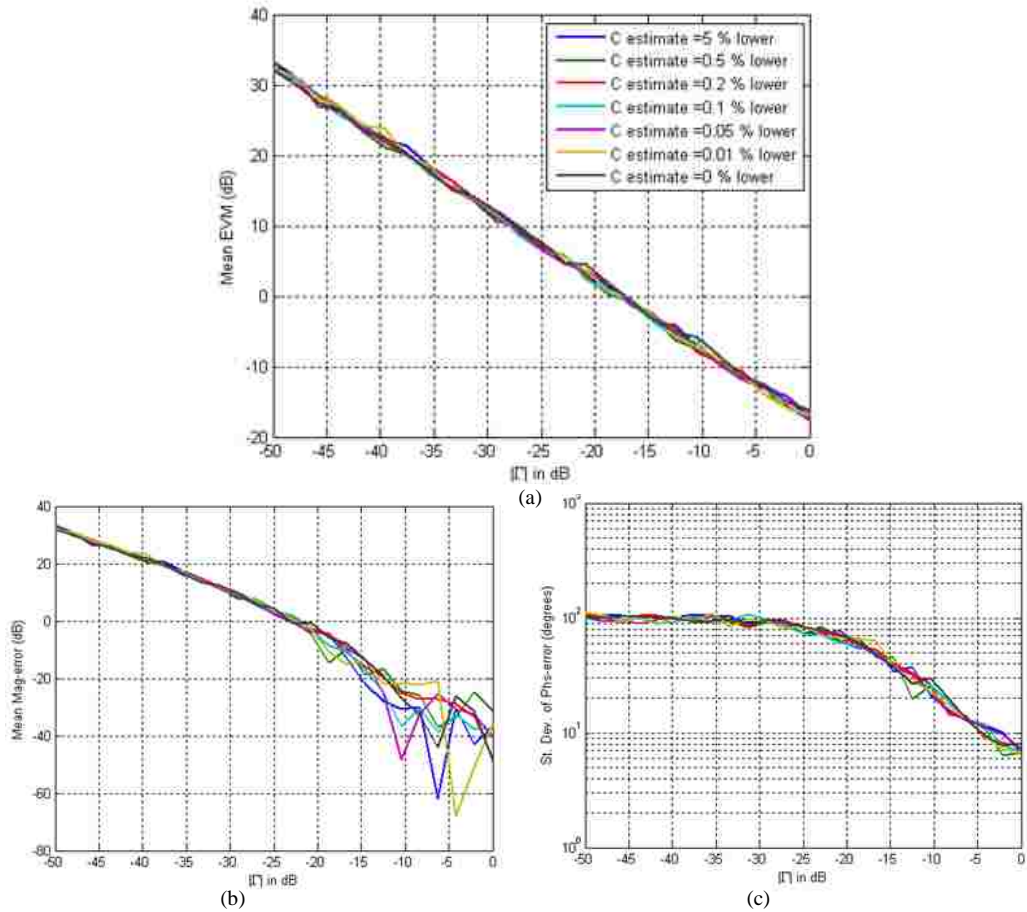 40
30
20
10
0
-10
-20
Mean EVM (dB)
C estimate =5 % lower
C estimate =0.5 % lower
C estimate =0.2 % lower
C estimate =0.1 % lower
C estimate =0.05 % lower
C estimate =0.01 % lower
C estimate =0 % lower
-50 -45 -40 -35 -30 -25 -20 -15 -10 -5 0
|Γ| in dB
(a)
40
20
0
-20
-40
-60
-80
Mean Mag-error (dB)
-50 -45 -40 -35 -30 -25 -20 -15 -10 -5 0
|Γ| in dB
(b)
10³
10²
10¹
10⁰
St. Dev. of Phs-error (degrees)
-50 -45 -40 -35 -30 -25 -20 -15 -10 -5 0
|Γ| in dB
(c)